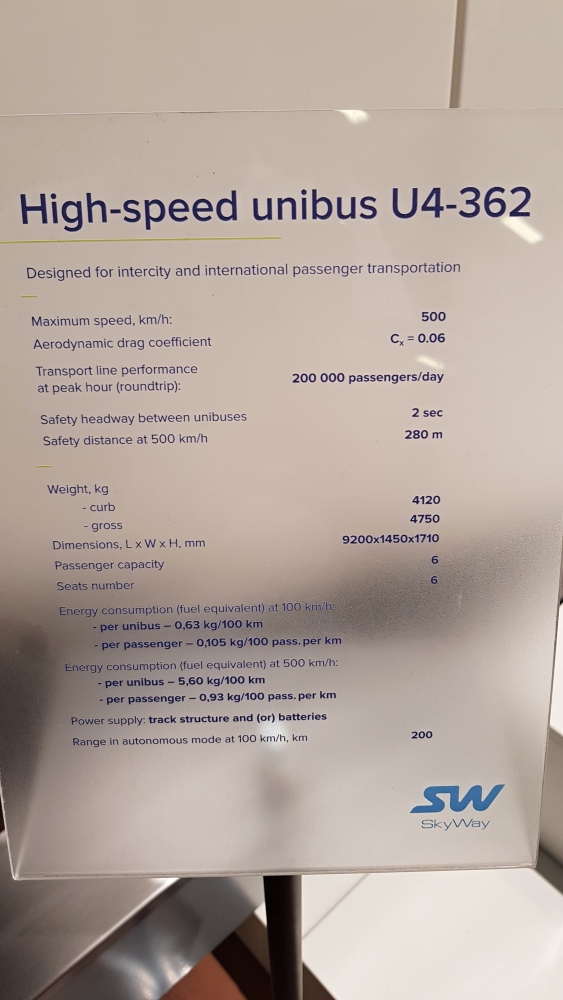 High-speed unibus U4-362
Designed for intercity and international passenger transportation
Maximum speed, km/h: 500
Aerodynamic drag coefficient Cx = 0.06
Transport line performance
at peak hour (roundtrip): 200 000 passengers/day
Safety headway between unibuses 2 sec
Safety distance at 500 km/h 280 m
Weight, kg
- curb 4120
- gross 4750
Dimensions, L x W x H, mm 9200x1450x1710
Passenger capacity 6
Seats number 6
Energy consumption (fuel equivalent) at 100 km/h:
- per unibus – 0,63 kg/100 km
- per passenger – 0,105 kg/100 pass. per km
Energy consumption (fuel equivalent) at 500 km/h:
- per unibus – 5,60 kg/100 km
- per passenger – 0,93 kg/100 pass. per km
Power supply: track structure and (or) batteries
Range in autonomous mode at 100 km/h, km 200
SW
SkyWay